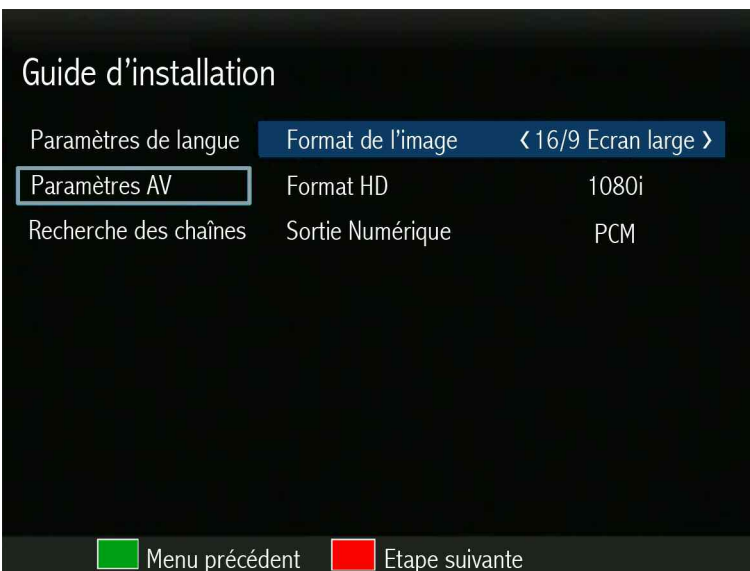 Guide d'installation
Paramètres de langue Format de l'image ‹ 16/9 Ecran large ›
Paramètres AV Format HD 1080i
Recherche des chaînes Sortie Numérique PCM
Menu précédent Etape suivante